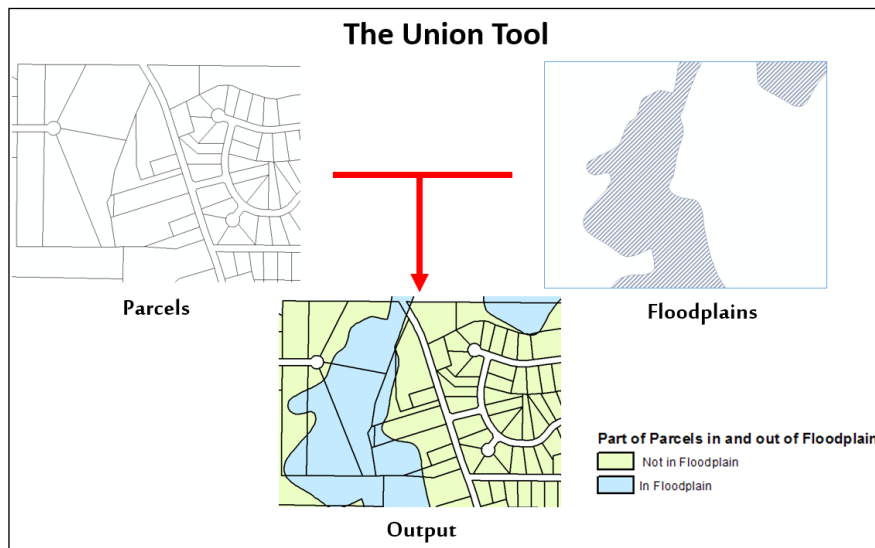 The Union Tool
Parcels
Floodplains
Output
Part of Parcels in and out of Floodplain
Not in Floodplain
In Floodplain